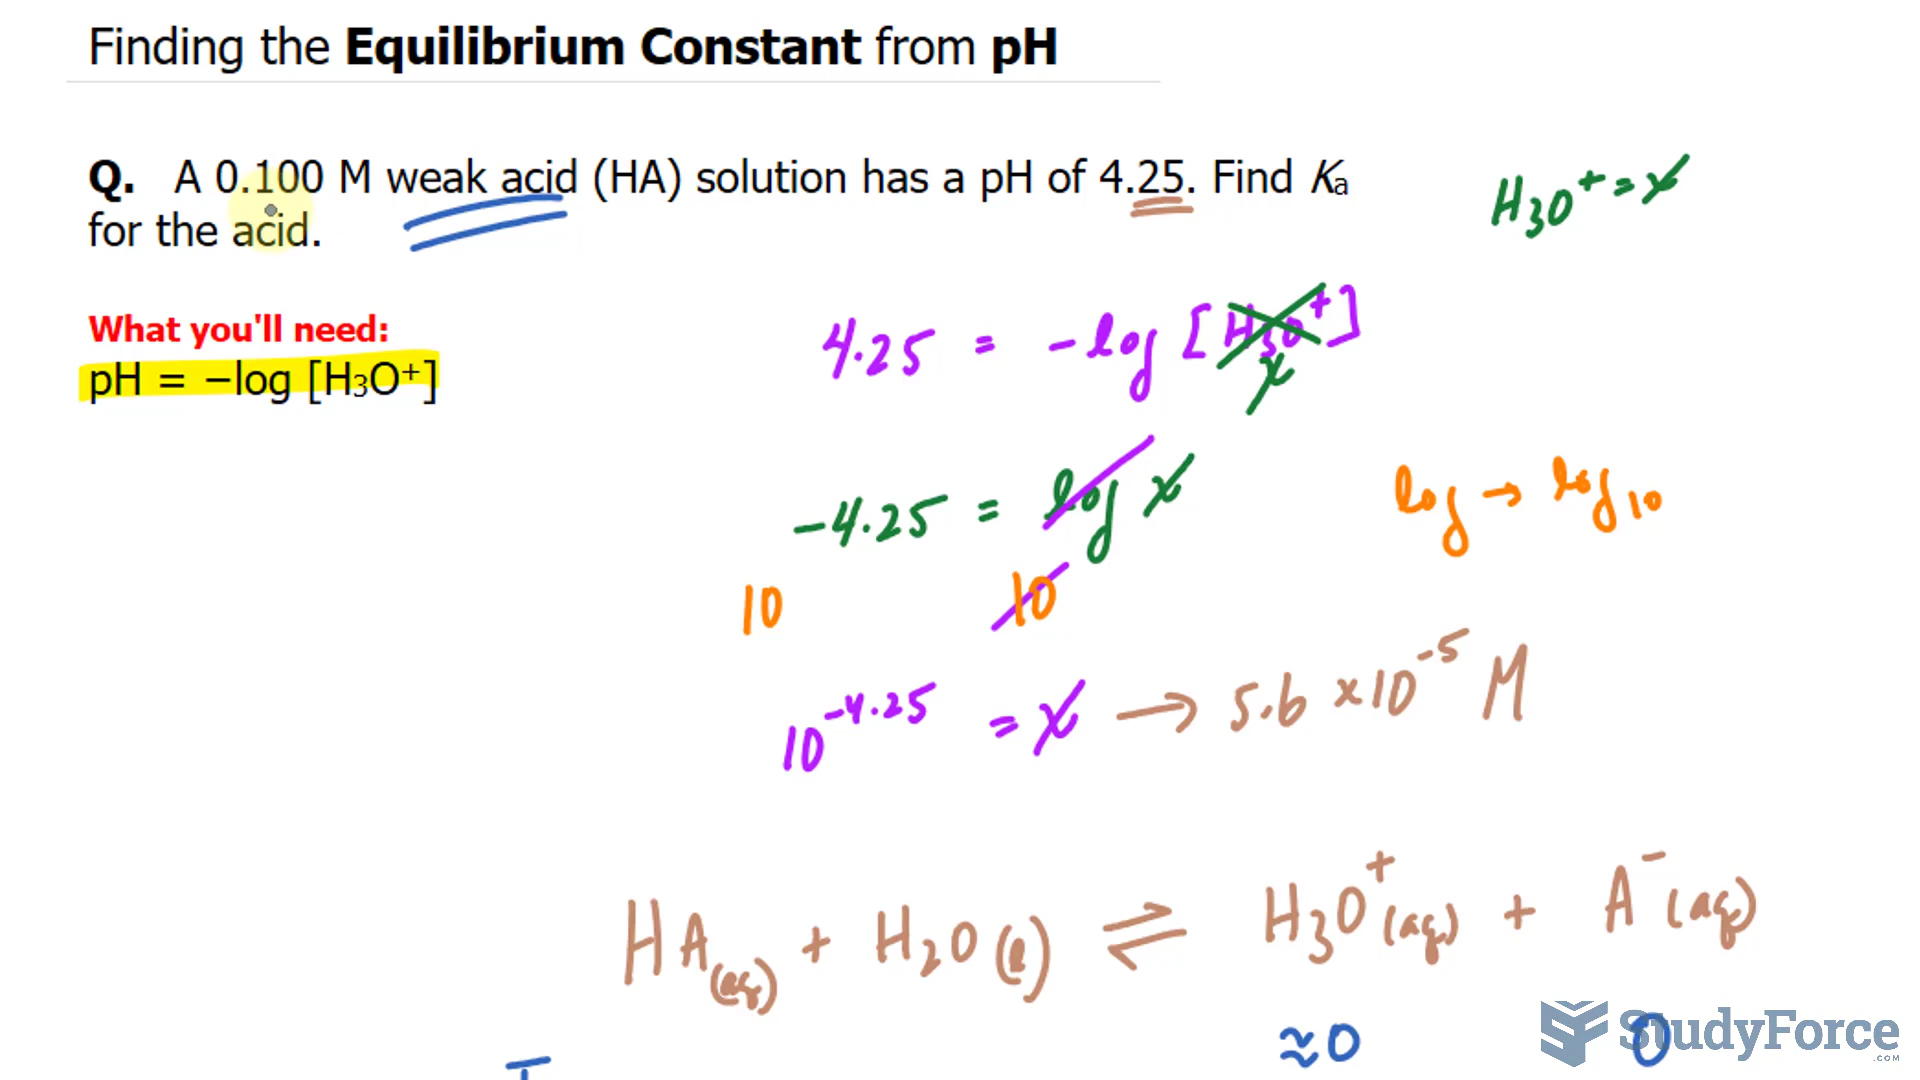 Finding the Equilibrium Constant from pH
Q. A 0.100 M weak acid (HA) solution has a pH of 4.25. Find Kₐ
for the acid.
H₃O⁺ = x
What you'll need:
pH = −log [H₃O⁺]
4.25 = -log [H₃O⁺]
x
-4.25 = log x
log → log₁₀
10 10
10⁻⁴·²⁵ = x → 5.6 × 10⁻⁵ M
HA(aq) + H₂O(l) ⇌ H₃O⁺(aq) + A⁻(aq)
I ≈0 0
StudyForce
.COM